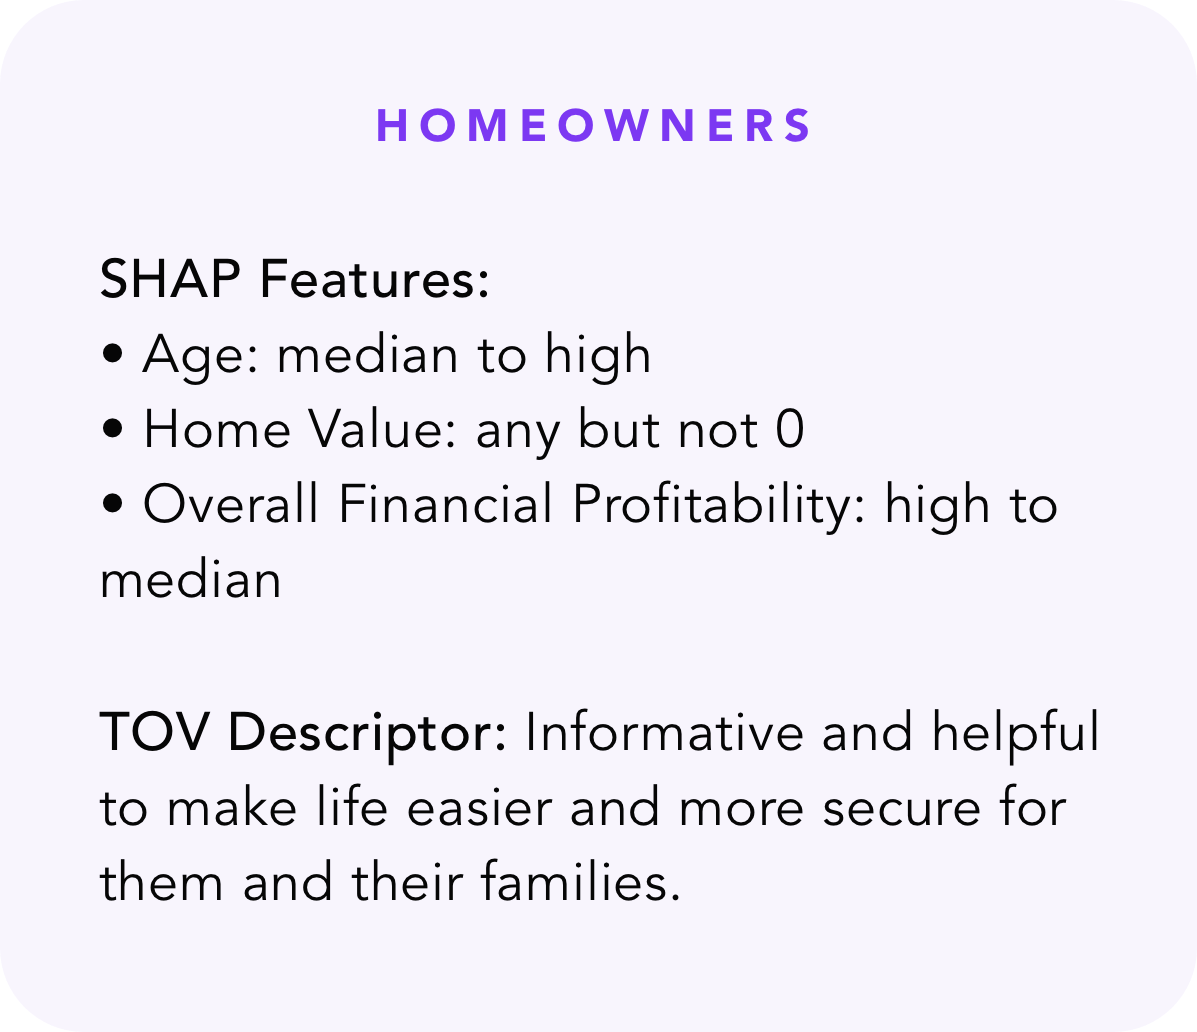 HOMEOWNERS
SHAP Features:
• Age: median to high
• Home Value: any but not 0
• Overall Financial Profitability: high to
median
TOV Descriptor: Informative and helpful
to make life easier and more secure for
them and their families.